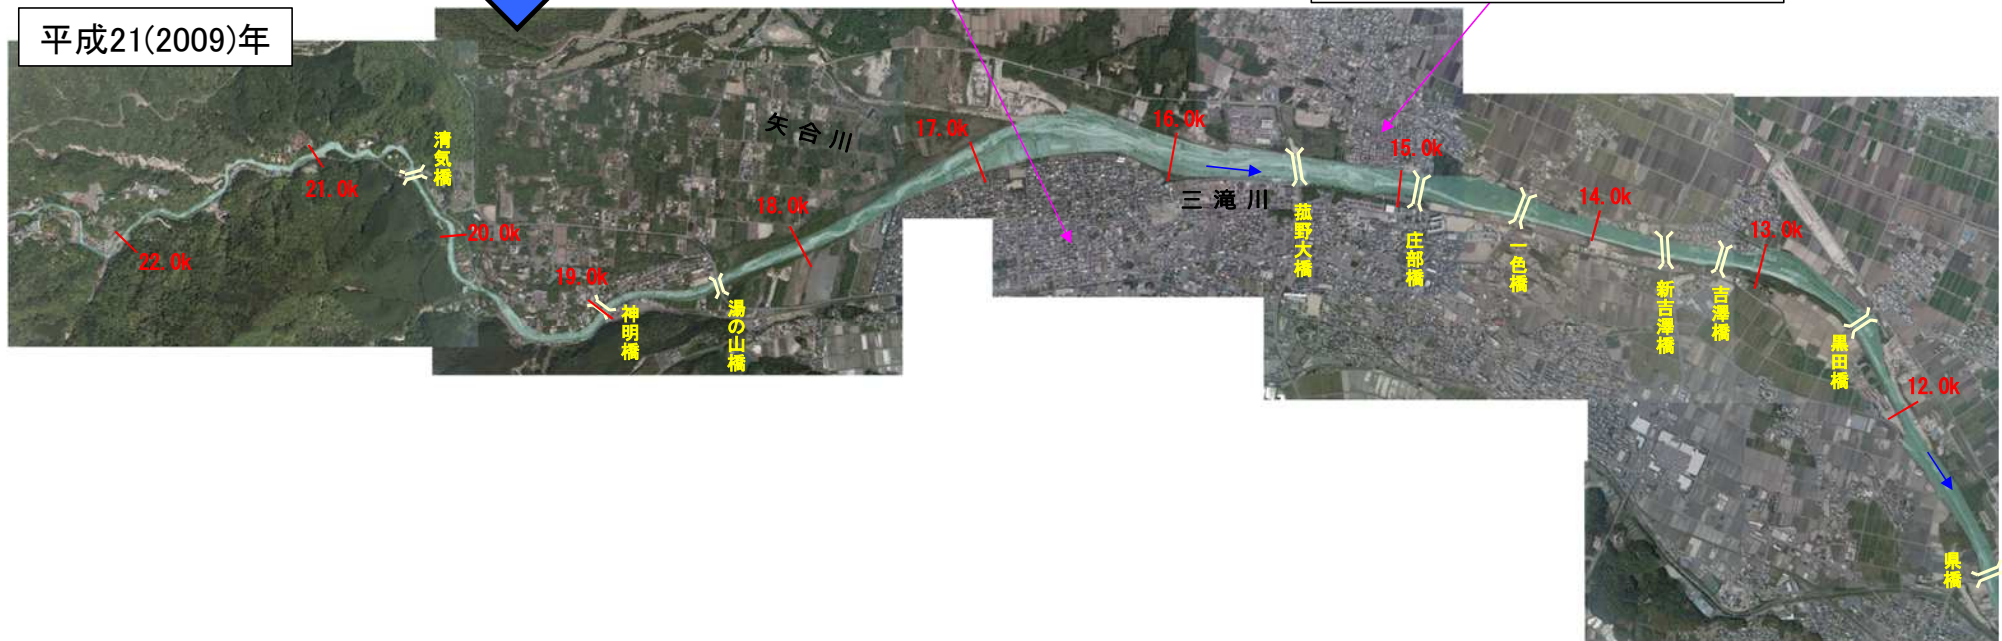 平成21(2009)年
清気橋
矢合川
17.0k
16.0k
15.0k
21.0k
三滝川
18.0k
14.0k
22.0k
20.0k
13.0k
菰野大橋
庄部橋
一色橋
19.0k
神明橋
湯の山橋
新吉澤橋
吉澤橋
黒田橋
12.0k
県橋